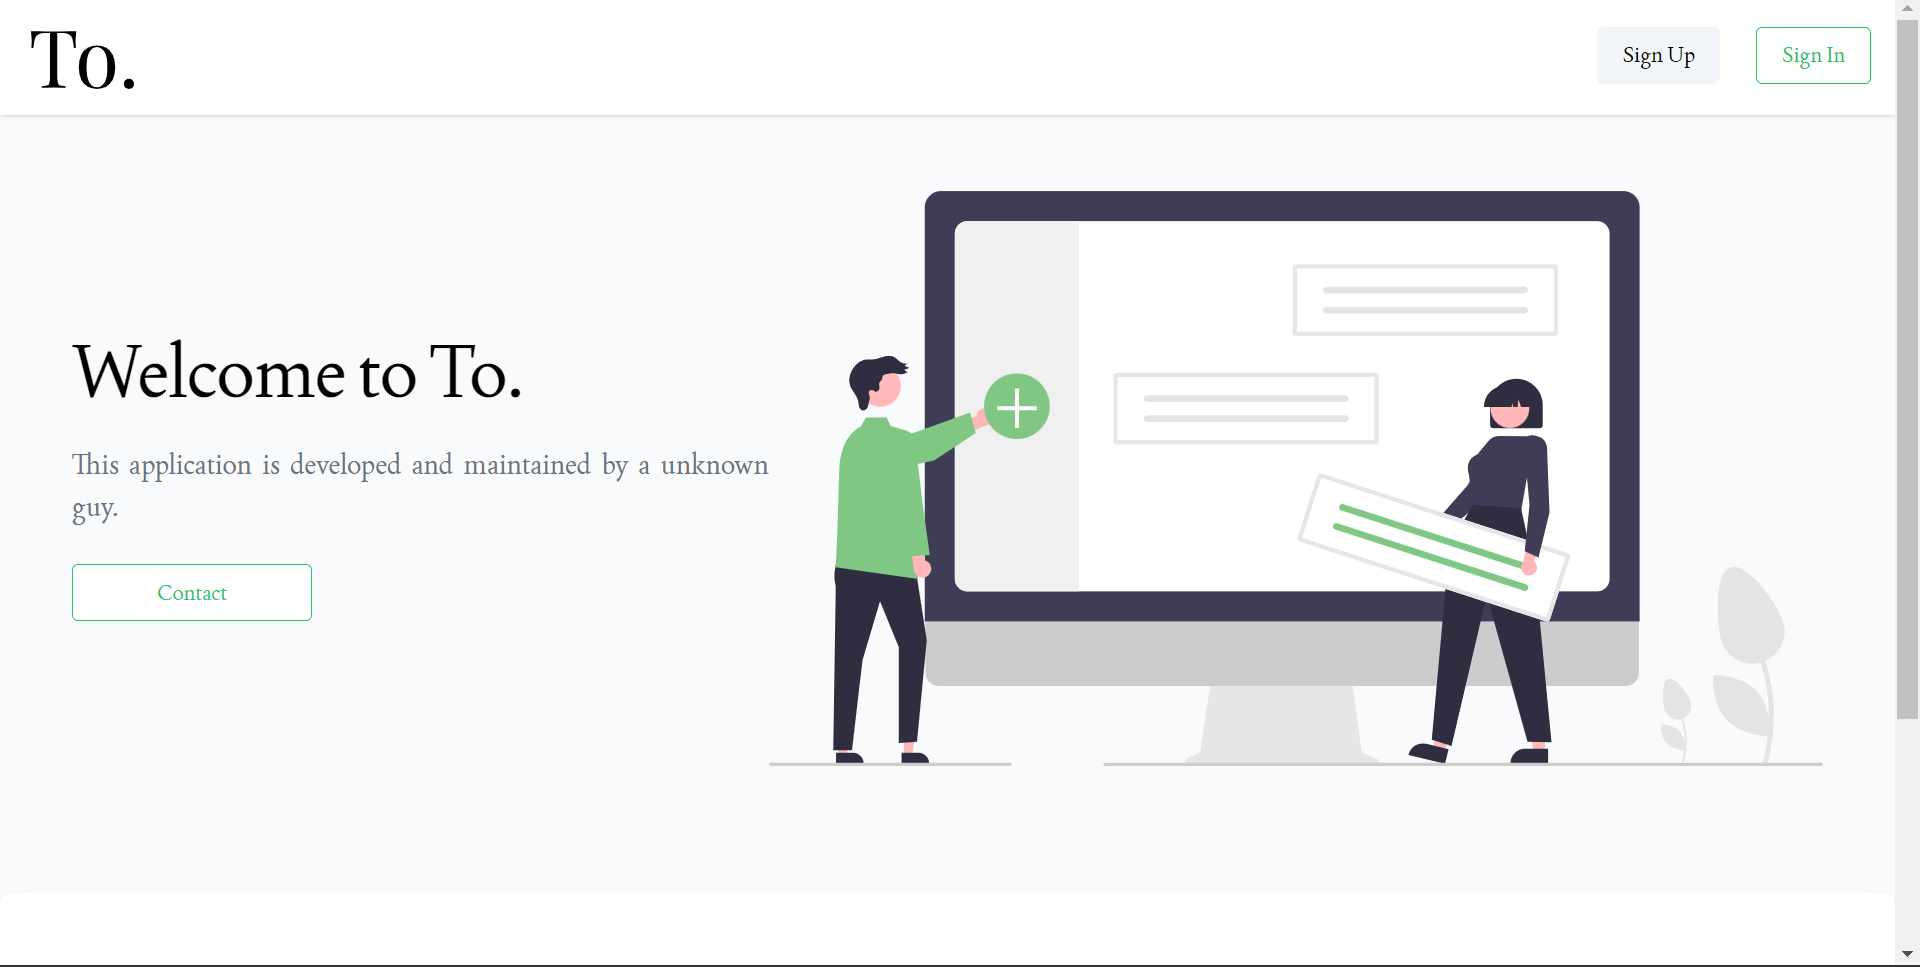 To.
Sign Up
Sign In
Welcome to To.
This application is developed and maintained by a unknown
guy.
Contact